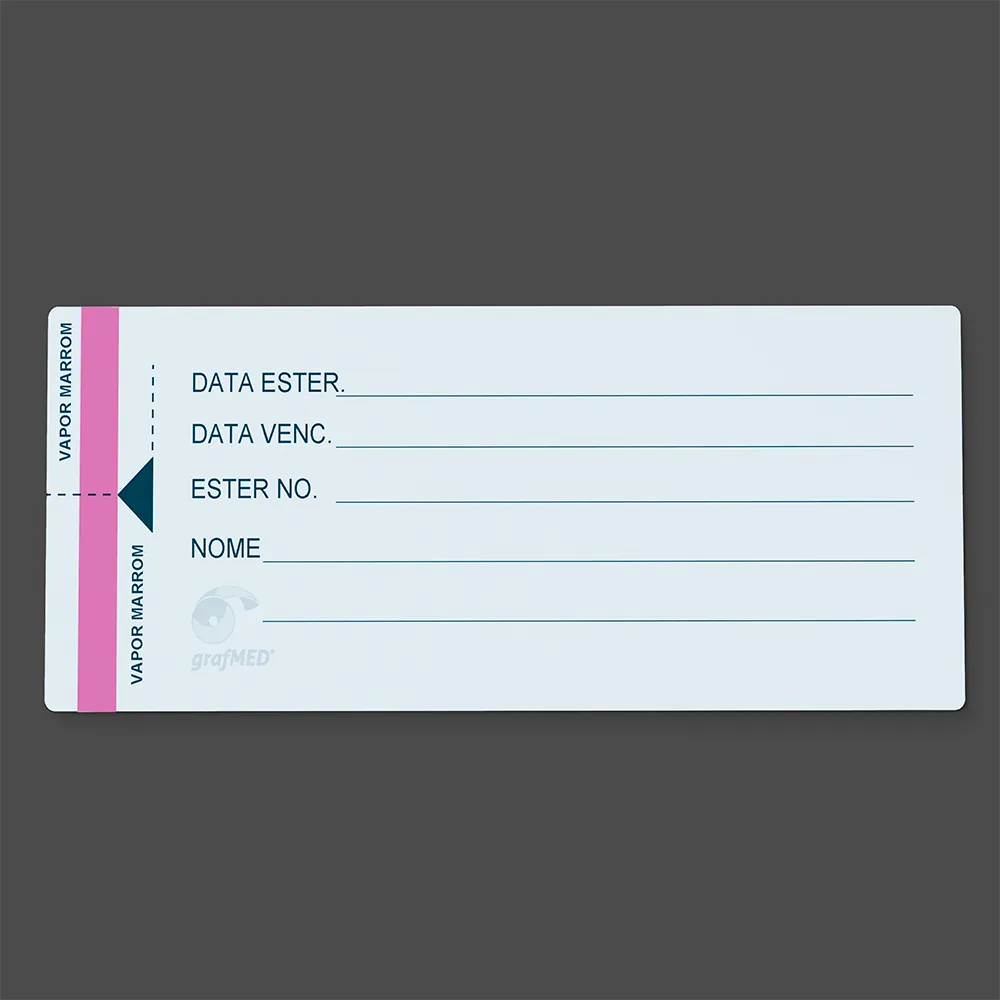 VAPOR MARROM
VAPOR MARROM
DATA ESTER.
DATA VENC.
ESTER NO.
NOME
grafMED®